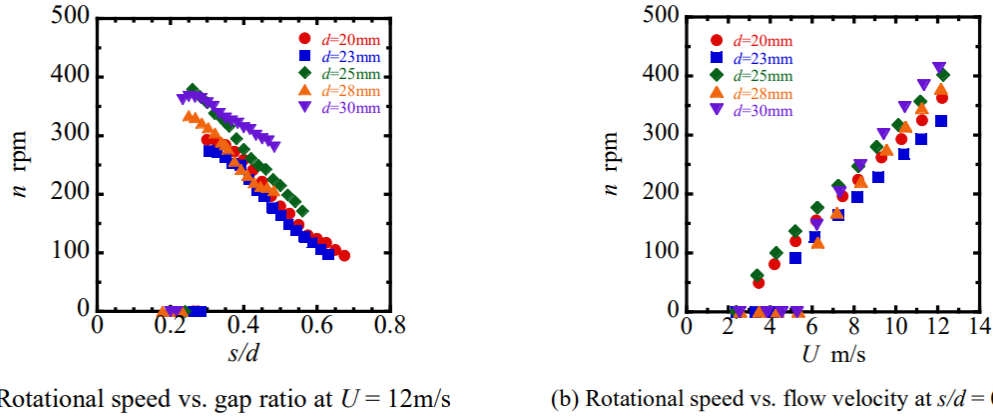 500
400
300
200
100
0
n rpm
d=20mm
d=23mm
d=25mm
d=28mm
d=30mm
0 0.2 0.4 0.6 0.8
s/d
Rotational speed vs. gap ratio at U = 12m/s
500
400
300
200
100
0
n rpm
d=20mm
d=23mm
d=25mm
d=28mm
d=30mm
0 2 4 6 8 10 12 14
U m/s
(b) Rotational speed vs. flow velocity at s/d =